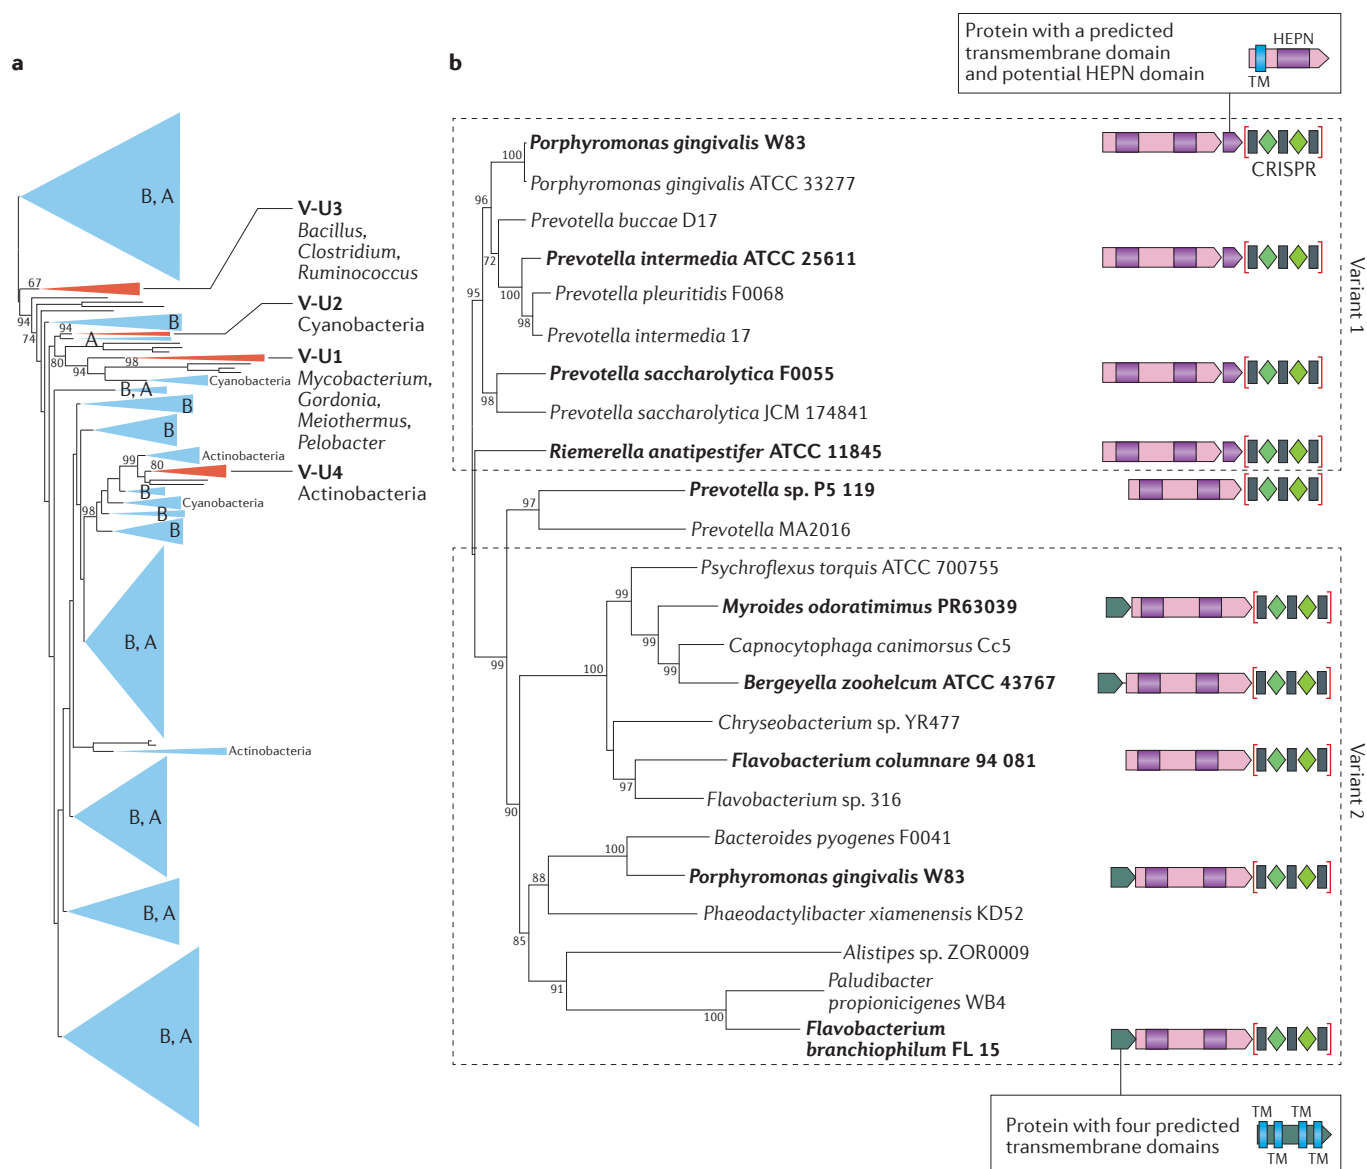 a
B, A
67
94
74
94
B
A
80
94
98
Cyanobacteria
B, A
B
B
99
80
Actinobacteria
B
Cyanobacteria
98
B
B
B, A
Actinobacteria
B, A
B, A
B, A
V-U3
Bacillus,
Clostridium,
Ruminococcus
V-U2
Cyanobacteria
V-U1
Mycobacterium,
Gordonia,
Meiothermus,
Pelobacter
V-U4
Actinobacteria
b
Protein with a predicted
transmembrane domain
and potential HEPN domain
HEPN
TM
100
Porphyromonas gingivalis W83
CRISPR
Porphyromonas gingivalis ATCC 33277
96
Prevotella buccae D17
72
Prevotella intermedia ATCC 25611
100
Prevotella pleuritidis F0068
98
Prevotella intermedia 17
95
Prevotella saccharolytica F0055
98
Prevotella saccharolytica JCM 174841
Riemerella anatipestifer ATCC 11845
Variant 1
97
Prevotella sp. P5 119
Prevotella MA2016
99
Psychroflexus torquis ATCC 700755
99
Myroides odoratimimus PR63039
99
Capnocytophaga canimorsus Cc5
99
Bergeyella zoohelcum ATCC 43767
100
Chryseobacterium sp. YR477
Flavobacterium columnare 94 081
97
Flavobacterium sp. 316
90
Bacteroides pyogenes F0041
100
Porphyromonas gingivalis W83
88
Phaeodactylibacter xiamenensis KD52
85
Alistipes sp. ZOR0009
91
Paludibacter
propionicigenes WB4
100
Flavobacterium
branchiophilum FL 15
Variant 2
Protein with four predicted
transmembrane domains
TM TM
TM TM